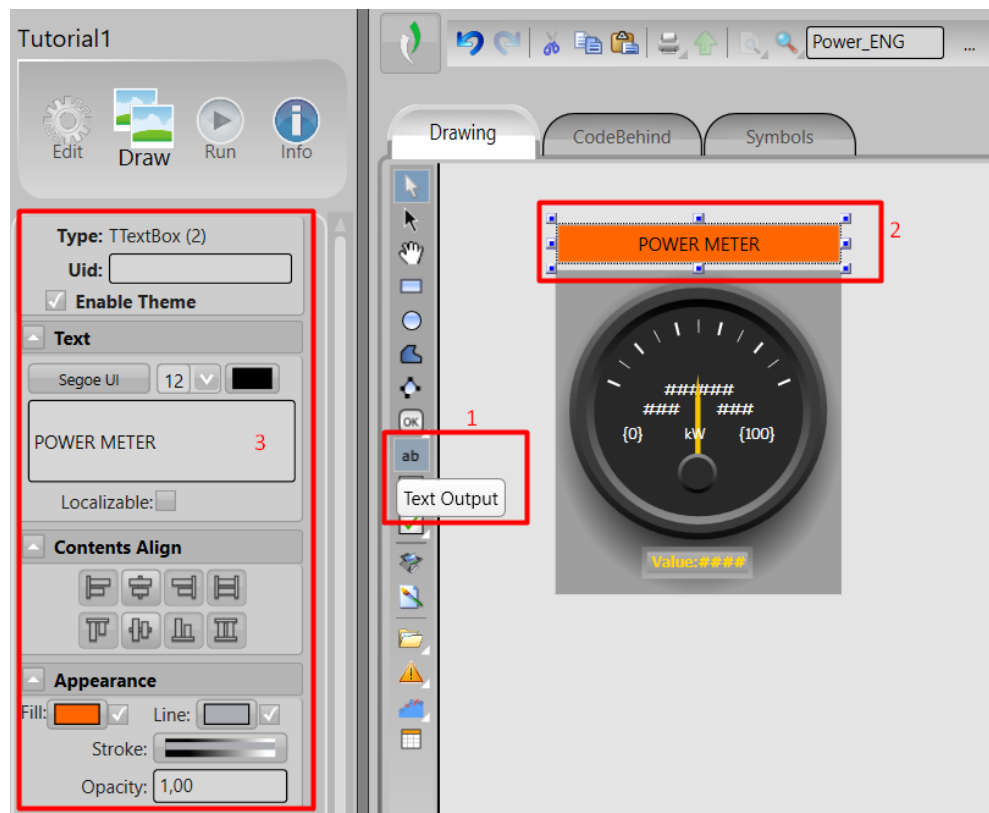 Tutorial1
Edit
Draw
Run
Info
Type: TTextBox (2)
Uid:
Enable Theme
Text
Segoe UI
12
POWER METER
3
Localizable:
Contents Align
Appearance
Fill:
Line:
Stroke:
Opacity: 1,00
Power_ENG
...
Drawing
CodeBehind
Symbols
OK
1
ab
Text Output
2
POWER METER
######
### ###
{0} kW {100}
Value:####